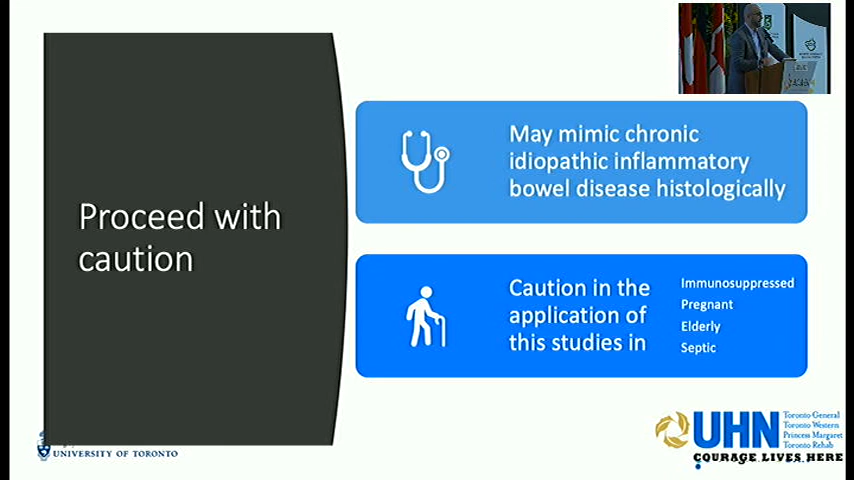 Proceed with
caution
May mimic chronic
idiopathic inflammatory
bowel disease histologically
Caution in the
application of
this studies in
Immunosuppressed
Pregnant
Elderly
Septic
UNIVERSITY OF TORONTO
UHN
Toronto General
Toronto Western
Princess Margaret
Toronto Rehab
COURAGE LIVES HERE